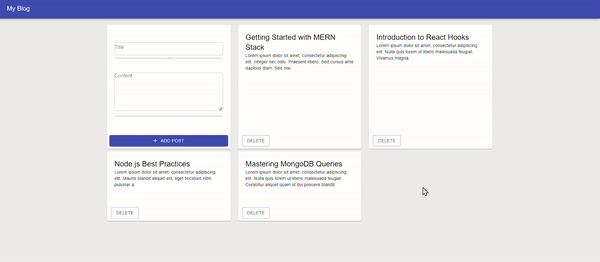 My Blog
Title
Content
+ ADD POST
Getting Started with MERN
Stack
Lorem ipsum dolor sit amet, consectetur adipiscing
elit. Integer nec odio. Praesent libero. Sed cursus ante
dapibus diam. Sed nisi.
DELETE
Introduction to React Hooks
Lorem ipsum dolor sit amet, consectetur adipiscing
elit. Nulla quis lorem ut libero malesuada feugiat.
Vivamus magna.
DELETE
Node.js Best Practices
Lorem ipsum dolor sit amet, consectetur adipiscing
elit. Mauris blandit aliquet elit, eget tincidunt nibh
pulvinar a.
DELETE
Mastering MongoDB Queries
Lorem ipsum dolor sit amet, consectetur adipiscing
elit. Nulla quis lorem ut libero malesuada feugiat.
Curabitur aliquet quam id dui posuere blandit
DELETE